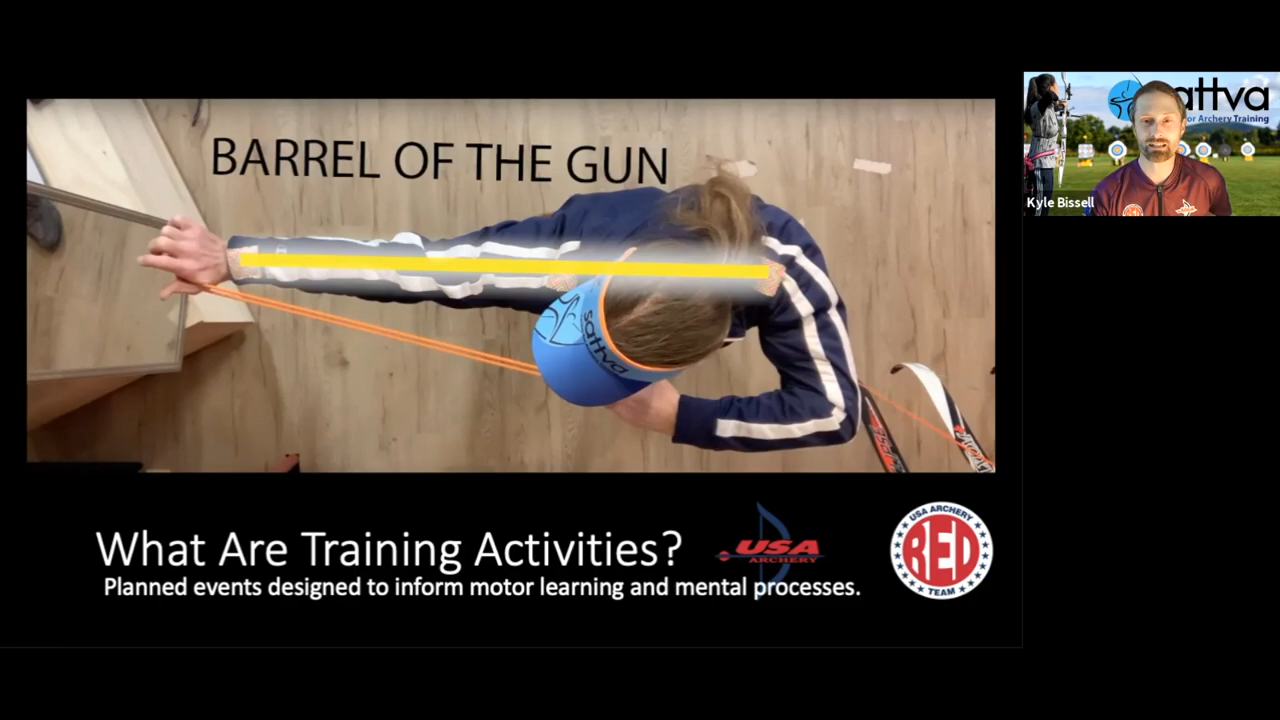 BARREL OF THE GUN
sattva
What Are Training Activities?
Planned events designed to inform motor learning and mental processes.
USA
ARCHERY
USA ARCHERY
RED
TEAM
sattva
or Archery Training
Kyle Bissell